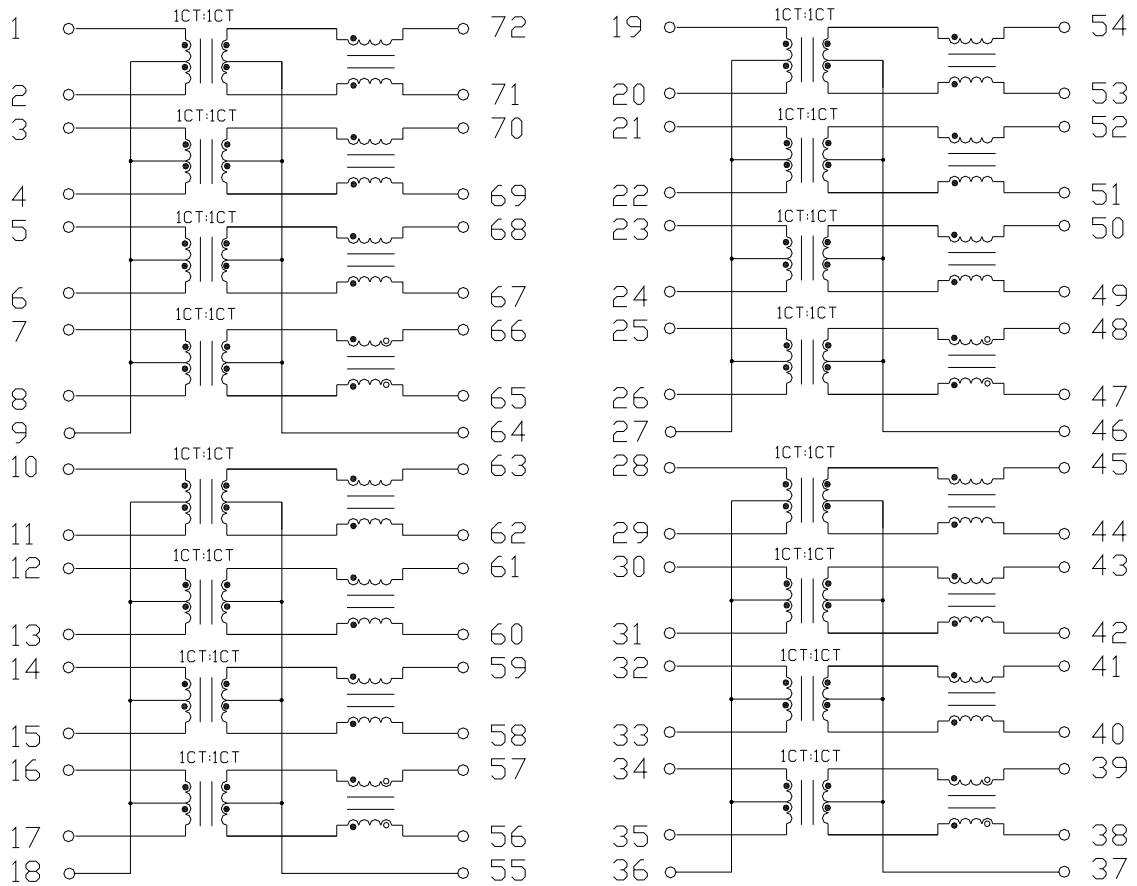 1CT:1CT
1 72
2 71
1CT:1CT
3 70
4 69
1CT:1CT
5 68
6 67
1CT:1CT
7 66
8 65
9 64
1CT:1CT
10 63
11 62
1CT:1CT
12 61
13 60
1CT:1CT
14 59
15 58
1CT:1CT
16 57
17 56
18 55
1CT:1CT
19 54
20 53
1CT:1CT
21 52
22 51
1CT:1CT
23 50
24 49
1CT:1CT
25 48
26 47
27 46
1CT:1CT
28 45
29 44
1CT:1CT
30 43
31 42
1CT:1CT
32 41
33 40
1CT:1CT
34 39
35 38
36 37